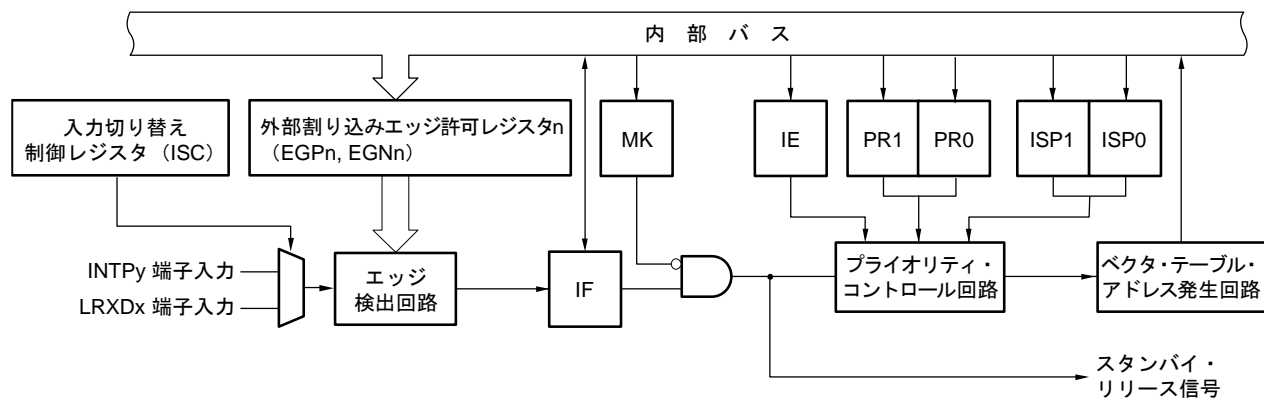 内 部 バ ス
入力切り替え
制御レジスタ（ISC）
外部割り込みエッジ許可レジスタn
（EGPn, EGNn）
MK
IE
PR1
PR0
ISP1
ISP0
INTPy 端子入力
LRXDx 端子入力
エッジ
検出回路
IF
プライオリティ・
コントロール回路
ベクタ・テーブル・
アドレス発生回路
スタンバイ・
リリース信号